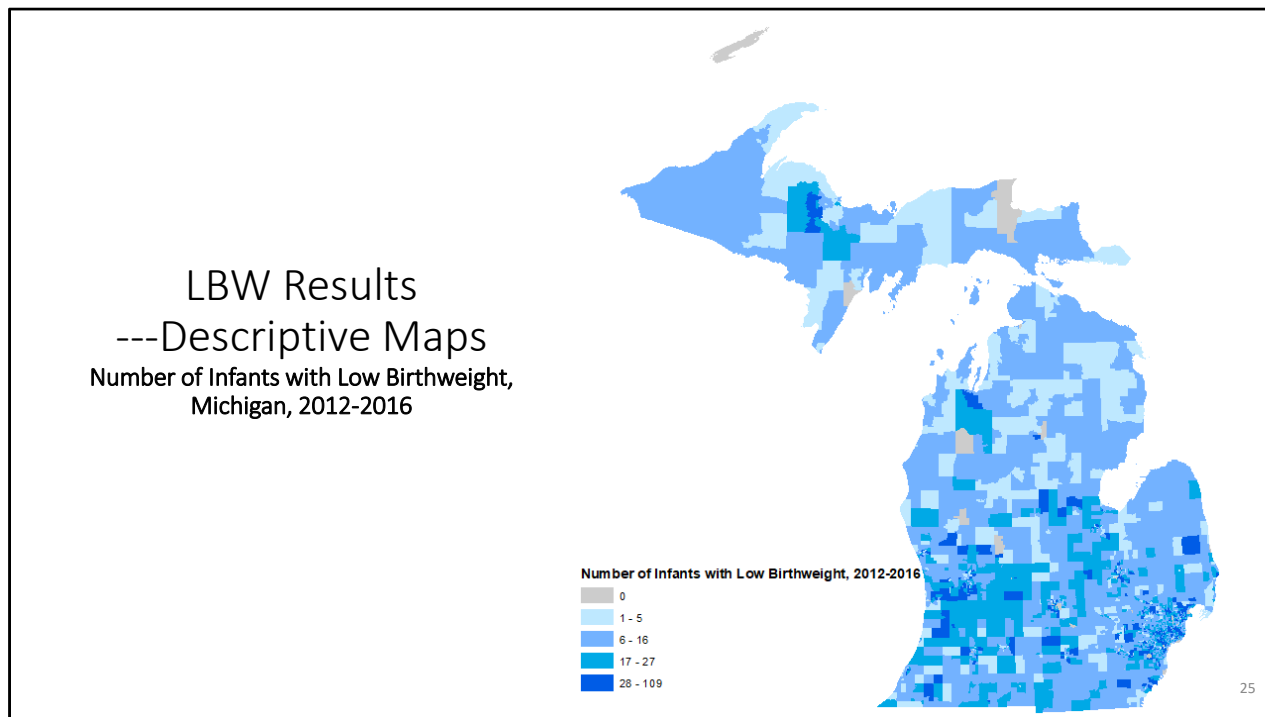 LBW Results
---Descriptive Maps
Number of Infants with Low Birthweight,
Michigan, 2012-2016
Number of Infants with Low Birthweight, 2012-2016
0
1 - 5
6 - 16
17 - 27
28 - 109
25